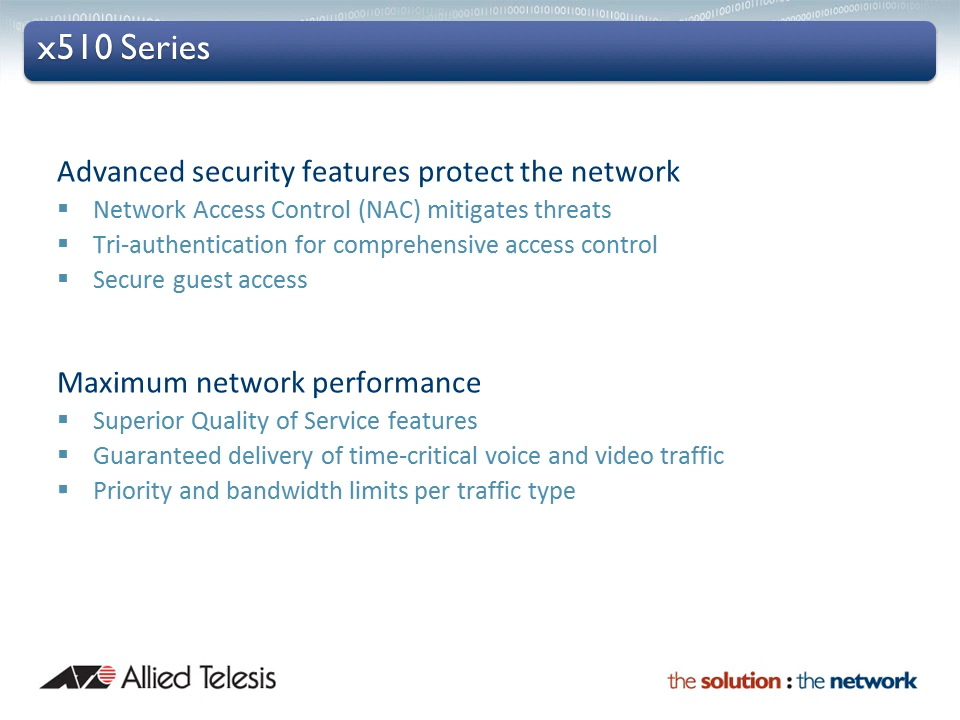 x510 Series
Advanced security features protect the network
▪ Network Access Control (NAC) mitigates threats
▪ Tri-authentication for comprehensive access control
▪ Secure guest access
Maximum network performance
▪ Superior Quality of Service features
▪ Guaranteed delivery of time-critical voice and video traffic
▪ Priority and bandwidth limits per traffic type
Allied Telesis
the solution : the network